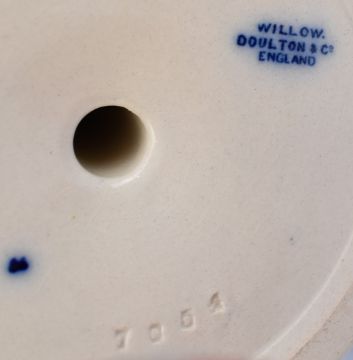 WILLOW.
DOULTON & Co
ENGLAND
7054